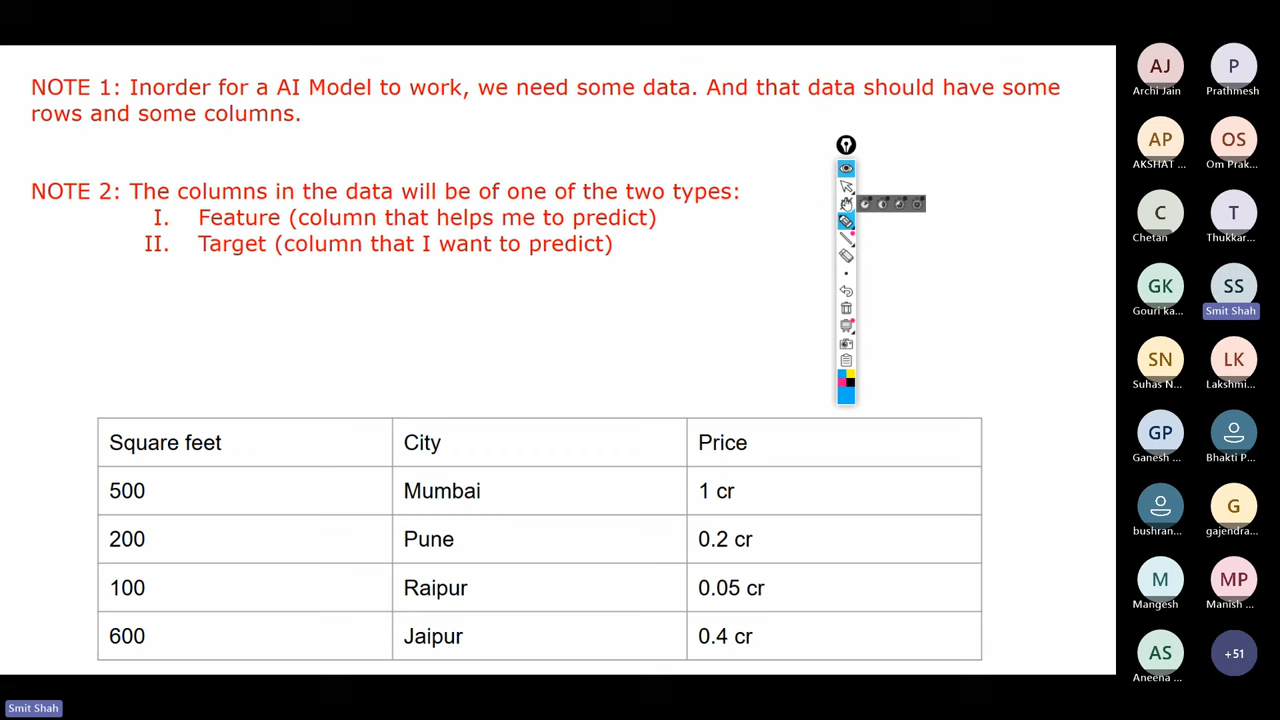 NOTE 1: Inorder for a AI Model to work, we need some data. And that data should have some
rows and some columns.
NOTE 2: The columns in the data will be of one of the two types:
I. Feature (column that helps me to predict)
II. Target (column that I want to predict)
Square feet City Price
500 Mumbai 1 cr
200 Pune 0.2 cr
100 Raipur 0.05 cr
600 Jaipur 0.4 cr
AJ P
Archi Jain Prathmesh
AP OS
AKSHAT ... Om Prak...
C T
Chetan Thukkar...
GK SS
Gouri ka... Smit Shah
SN LK
Suhas N... Lakshmi...
GP
Ganesh ... Bhakti P...
G
bushran... gajendra...
M MP
Mangesh Manish ...
AS +51
Aneena ...
Smit Shah